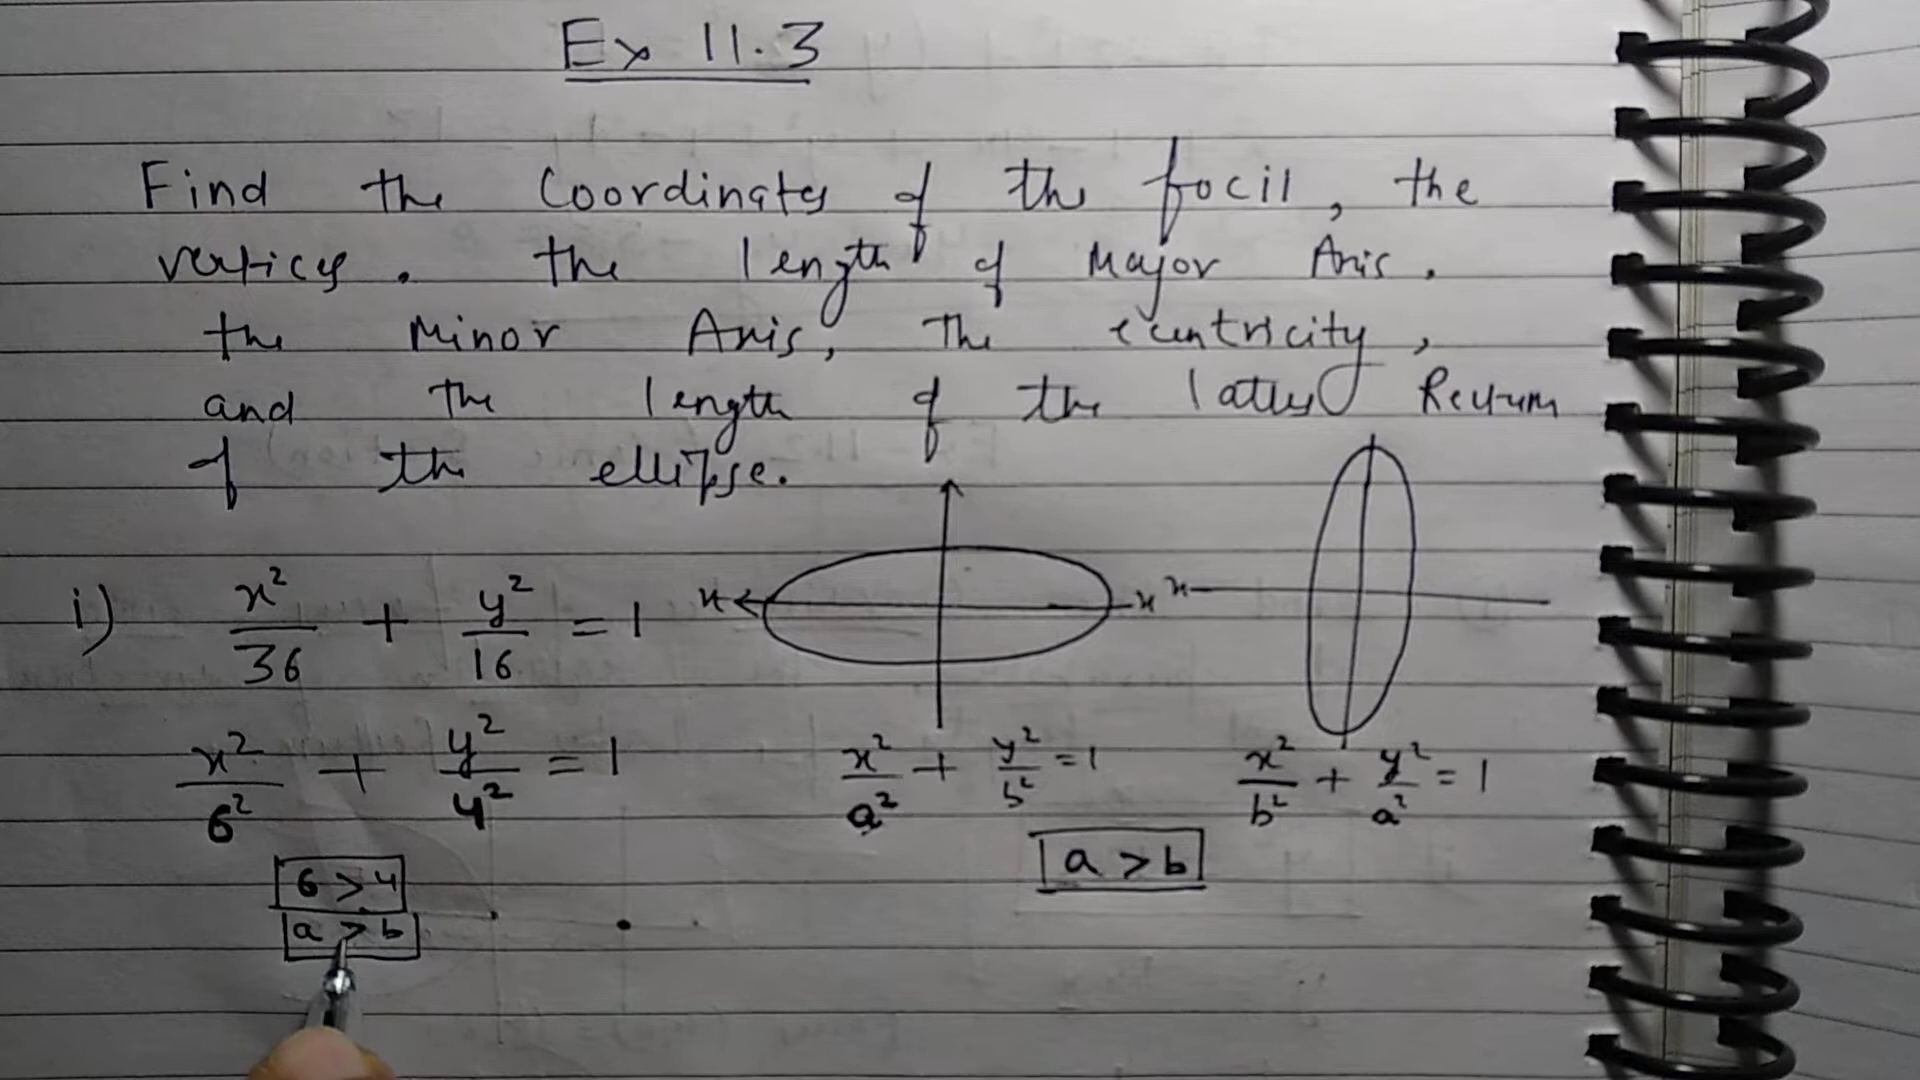 Ex 11.3
Find the Coordinates of the focii, the
vertices. the length of Major Axis.
the Minor Axis, The eccentricity,
and the length of the latus Rectum
of the ellipse.
i) x²/36 + y²/16 = 1
x x x
x²/6² + y²/4² = 1
x²/a² + y²/b² = 1
x²/b² + y²/a² = 1
a > b
6 > 4
a > b